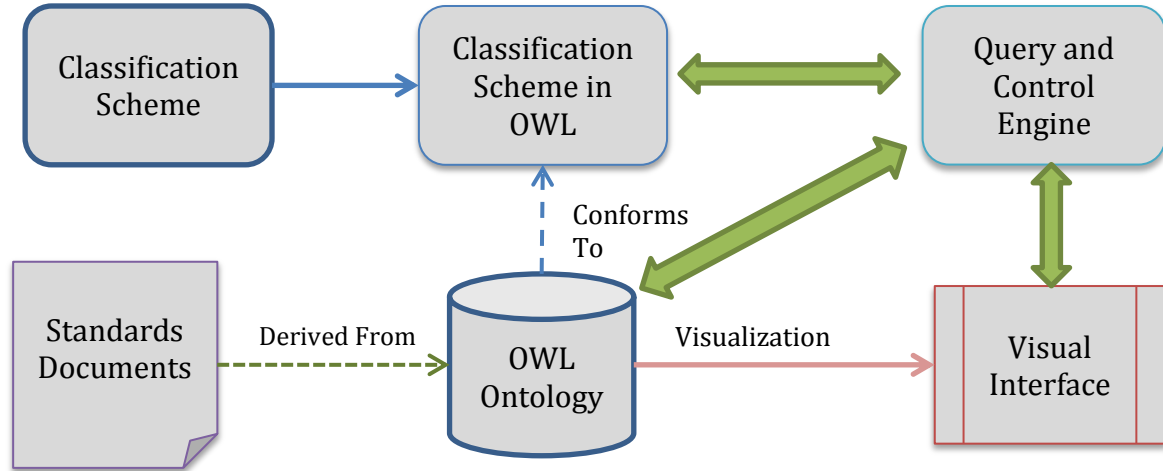 Classification
Scheme
Classification
Scheme in
OWL
Query and
Control
Engine
Conforms
To
Standards
Documents
Derived From
OWL
Ontology
Visualization
Visual
Interface